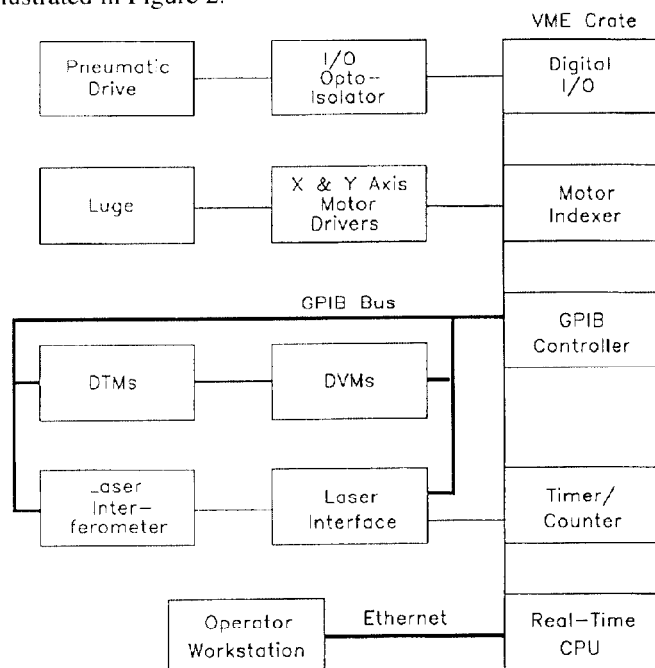 lustrated in Figure 2.
VME Crate
Pneumatic
Drive
I/O
Opto-
Isolator
Digital
I/O
Luge
X & Y Axis
Motor
Drivers
Motor
Indexer
GPIB Bus
GPIB
Controller
DTMs
DVMs
Laser
Inter-
ferometer
Laser
Interface
Timer/
Counter
Operator
Workstation
Ethernet
Real-Time
CPU